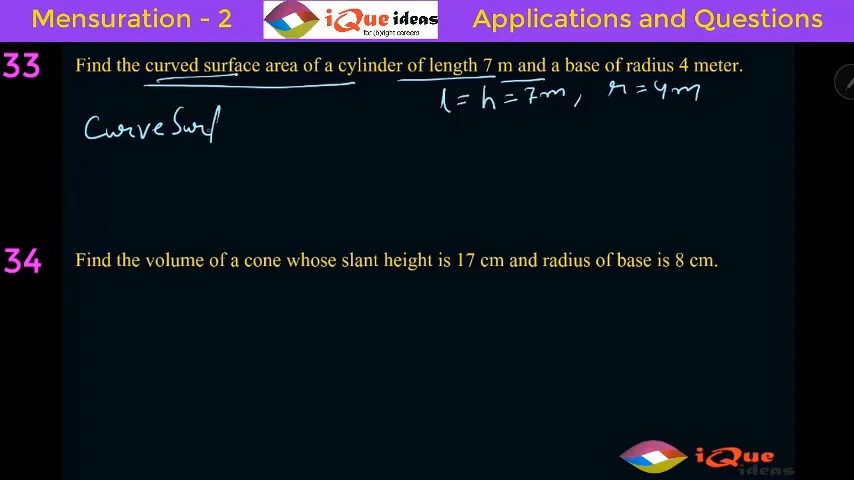 Mensuration - 2
iQue ideas
for (b)right careers
Applications and Questions
33
Find the curved surface area of a cylinder of length 7 m and a base of radius 4 meter.
l = h = 7m, r = 4m
Curve Surf
34
Find the volume of a cone whose slant height is 17 cm and radius of base is 8 cm.
iQue
ideas